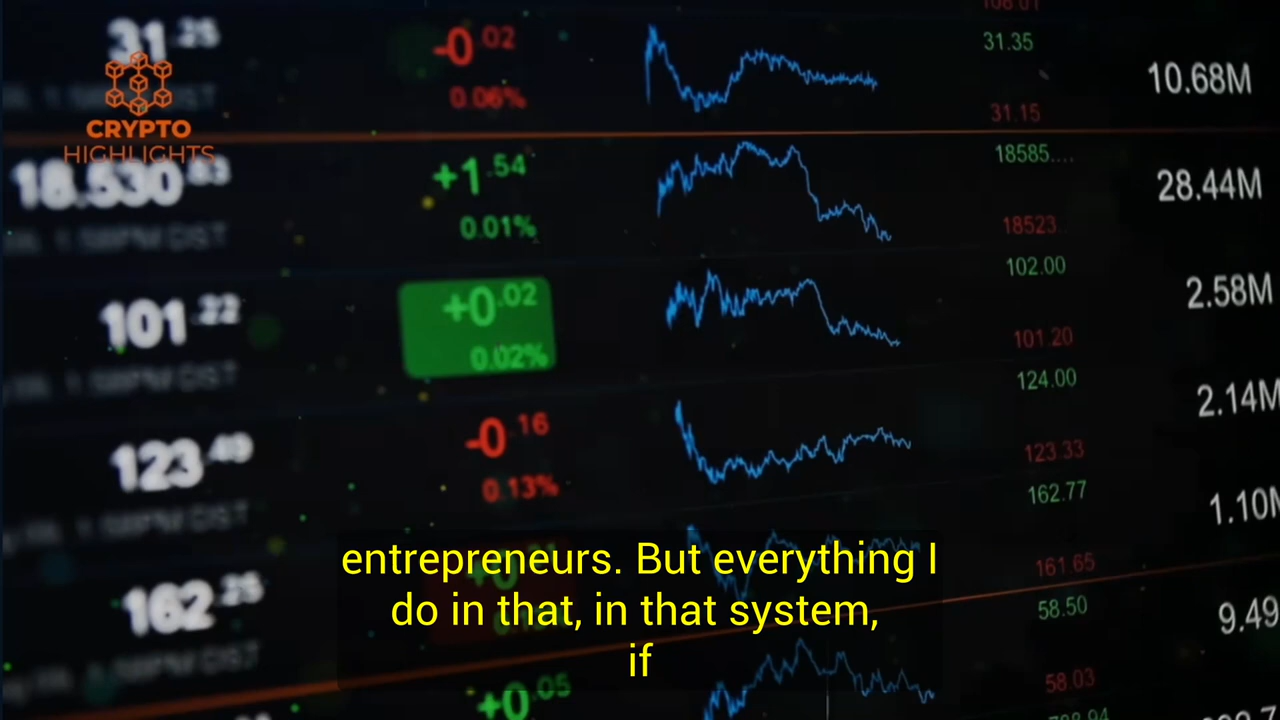 108.01
31.25 -0.02 31.35 10.68M
0.06% 31.15
CRYPTO
HIGHLIGHTS
18.530 +1.54 18585.... 28.44M
0.01% 18523
101.22 +0.02 102.00 2.58M
0.02% 101.20
123.49 -0.16 124.00 2.14M
0.13% 123.33
162.25 162.77
161.65
58.50 9.49
+0.05 58.03
entrepreneurs. But everything I
do in that, in that system,
if